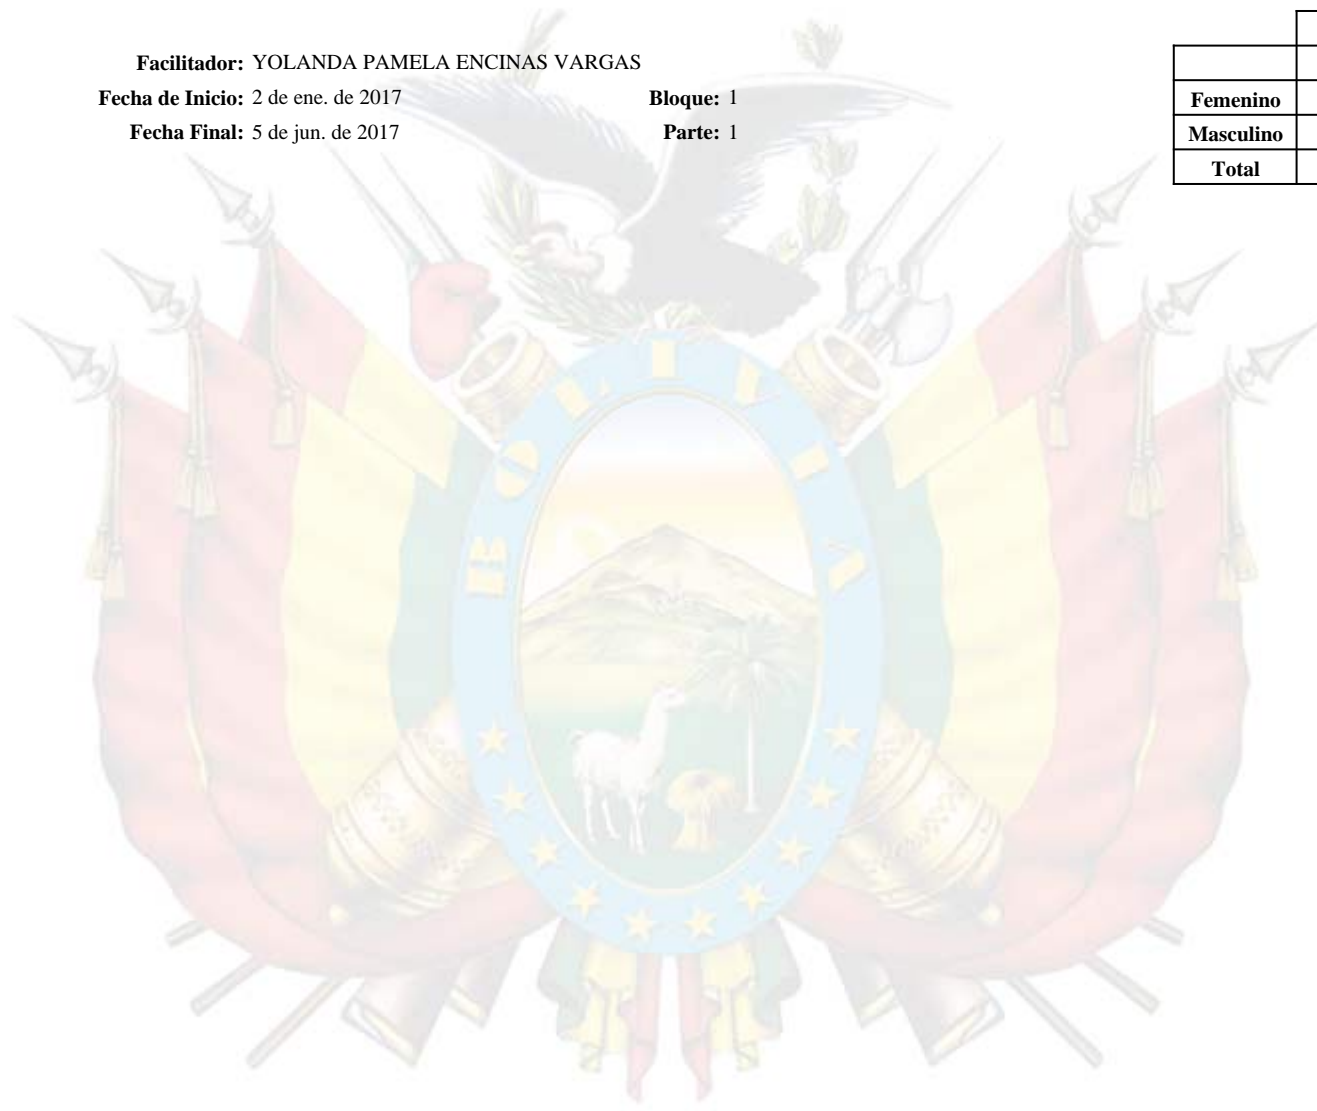 Facilitador: YOLANDA PAMELA ENCINAS VARGAS
Fecha de Inicio: 2 de ene. de 2017 Bloque: 1
Fecha Final: 5 de jun. de 2017 Parte: 1
Femenino
Masculino
Total
BOLIVIA